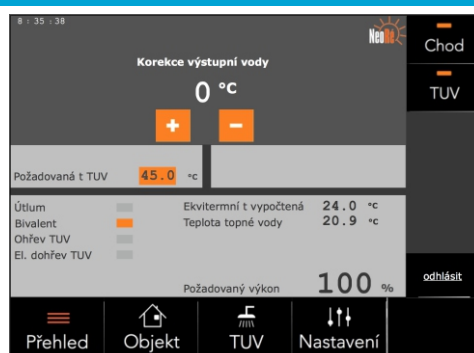 8 : 35 : 38
NeoRé
Chod
Korekce výstupní vody
0 °C
TUV
+ −
Požadovaná t TUV 45.0 °C
Útlum
Ekvitermní t vypočtená 24.0 °C
Bivalent
Teplota topné vody 20.9 °C
Ohřev TUV
El. dohřev TUV
Požadovaný výkon 100 %
odhlásit
Přehled
Objekt
TUV
Nastavení